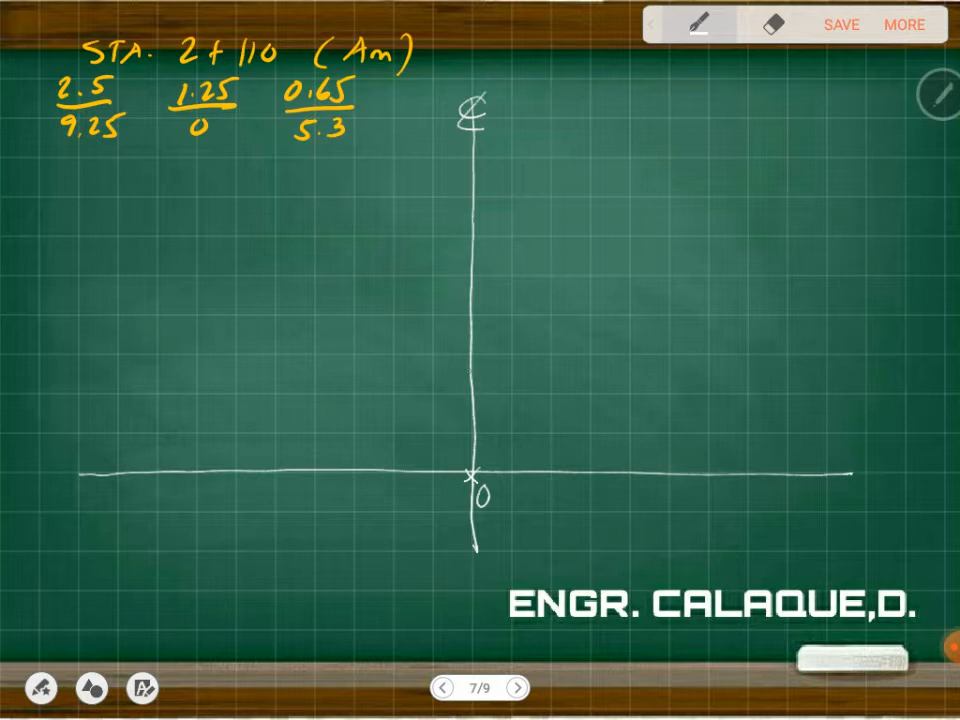 SAVE MORE
STA. 2+110 (Am)
2.5 1.25 0.65
9.25 0 5.3
℄
0
ENGR. CALAQUE,D.
7/9